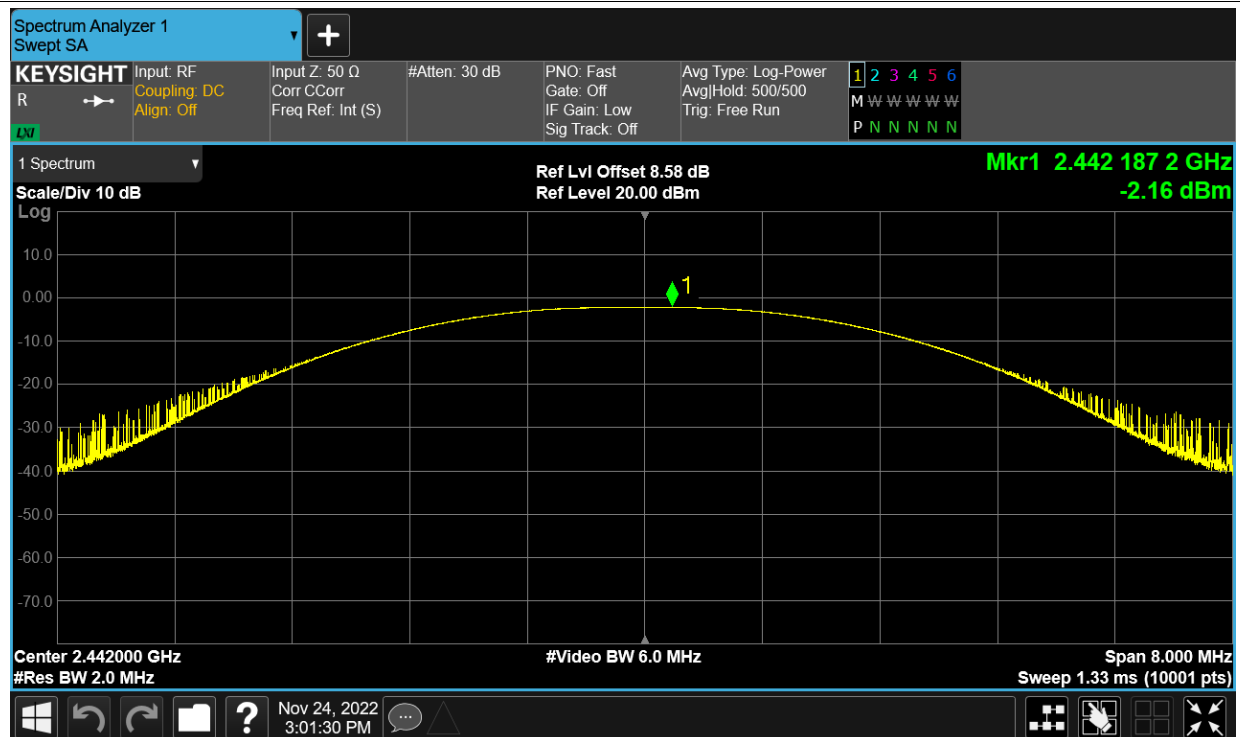 Spectrum Analyzer 1
Swept SA
▼
+
KEYSIGHT
R
LXI
Input: RF
Coupling: DC
Align: Off
Input Z: 50 Ω
Corr CCorr
Freq Ref: Int (S)
#Atten: 30 dB
PNO: Fast
Gate: Off
IF Gain: Low
Sig Track: Off
Avg Type: Log-Power
Avg|Hold: 500/500
Trig: Free Run
1 2 3 4 5 6
M W W W W W W
P N N N N N N
1 Spectrum ▼
Scale/Div 10 dB
Log
Ref Lvl Offset 8.58 dB
Ref Level 20.00 dBm
Mkr1 2.442 187 2 GHz
-2.16 dBm
10.0
0.00
1
-10.0
-20.0
-30.0
-40.0
-50.0
-60.0
-70.0
Center 2.442000 GHz
#Res BW 2.0 MHz
#Video BW 6.0 MHz
Span 8.000 MHz
Sweep 1.33 ms (10001 pts)
?
Nov 24, 2022
3:01:30 PM